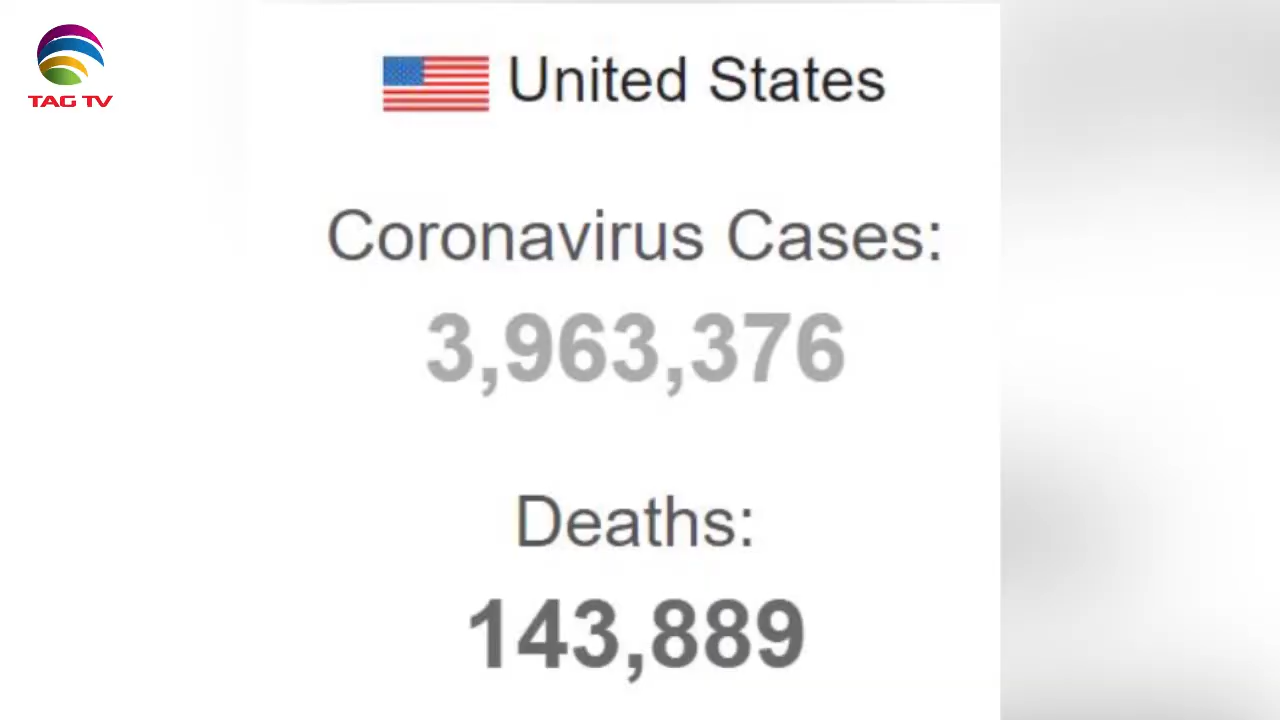 TAG TV
United States
Coronavirus Cases:
3,963,376
Deaths:
143,889